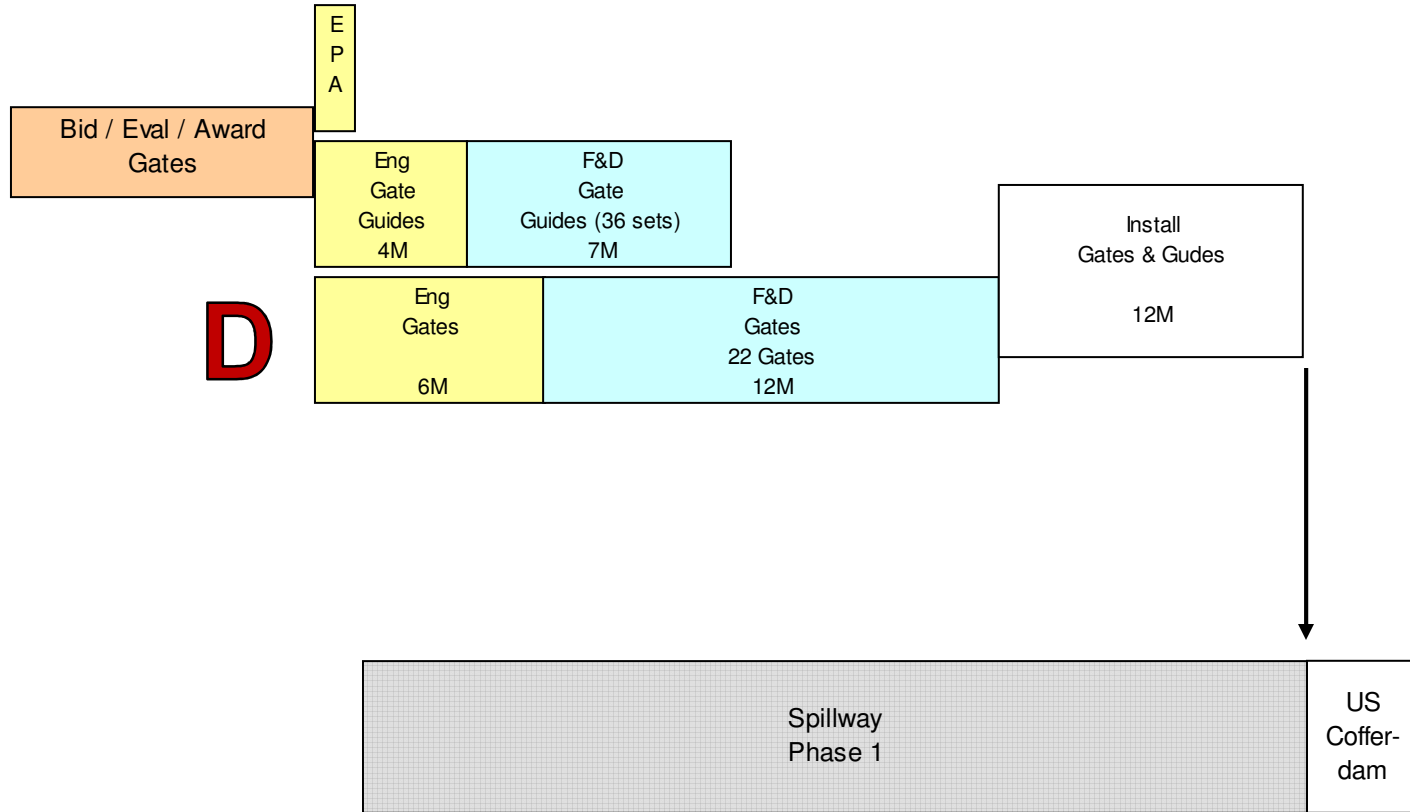 E
P
A
Bid / Eval / Award
Gates
Eng
Gate
Guides
4M
F&D
Gate
Guides (36 sets)
7M
Install
Gates & Gudes
12M
D
Eng
Gates
6M
F&D
Gates
22 Gates
12M
Spillway
Phase 1
US
Coffer-
dam